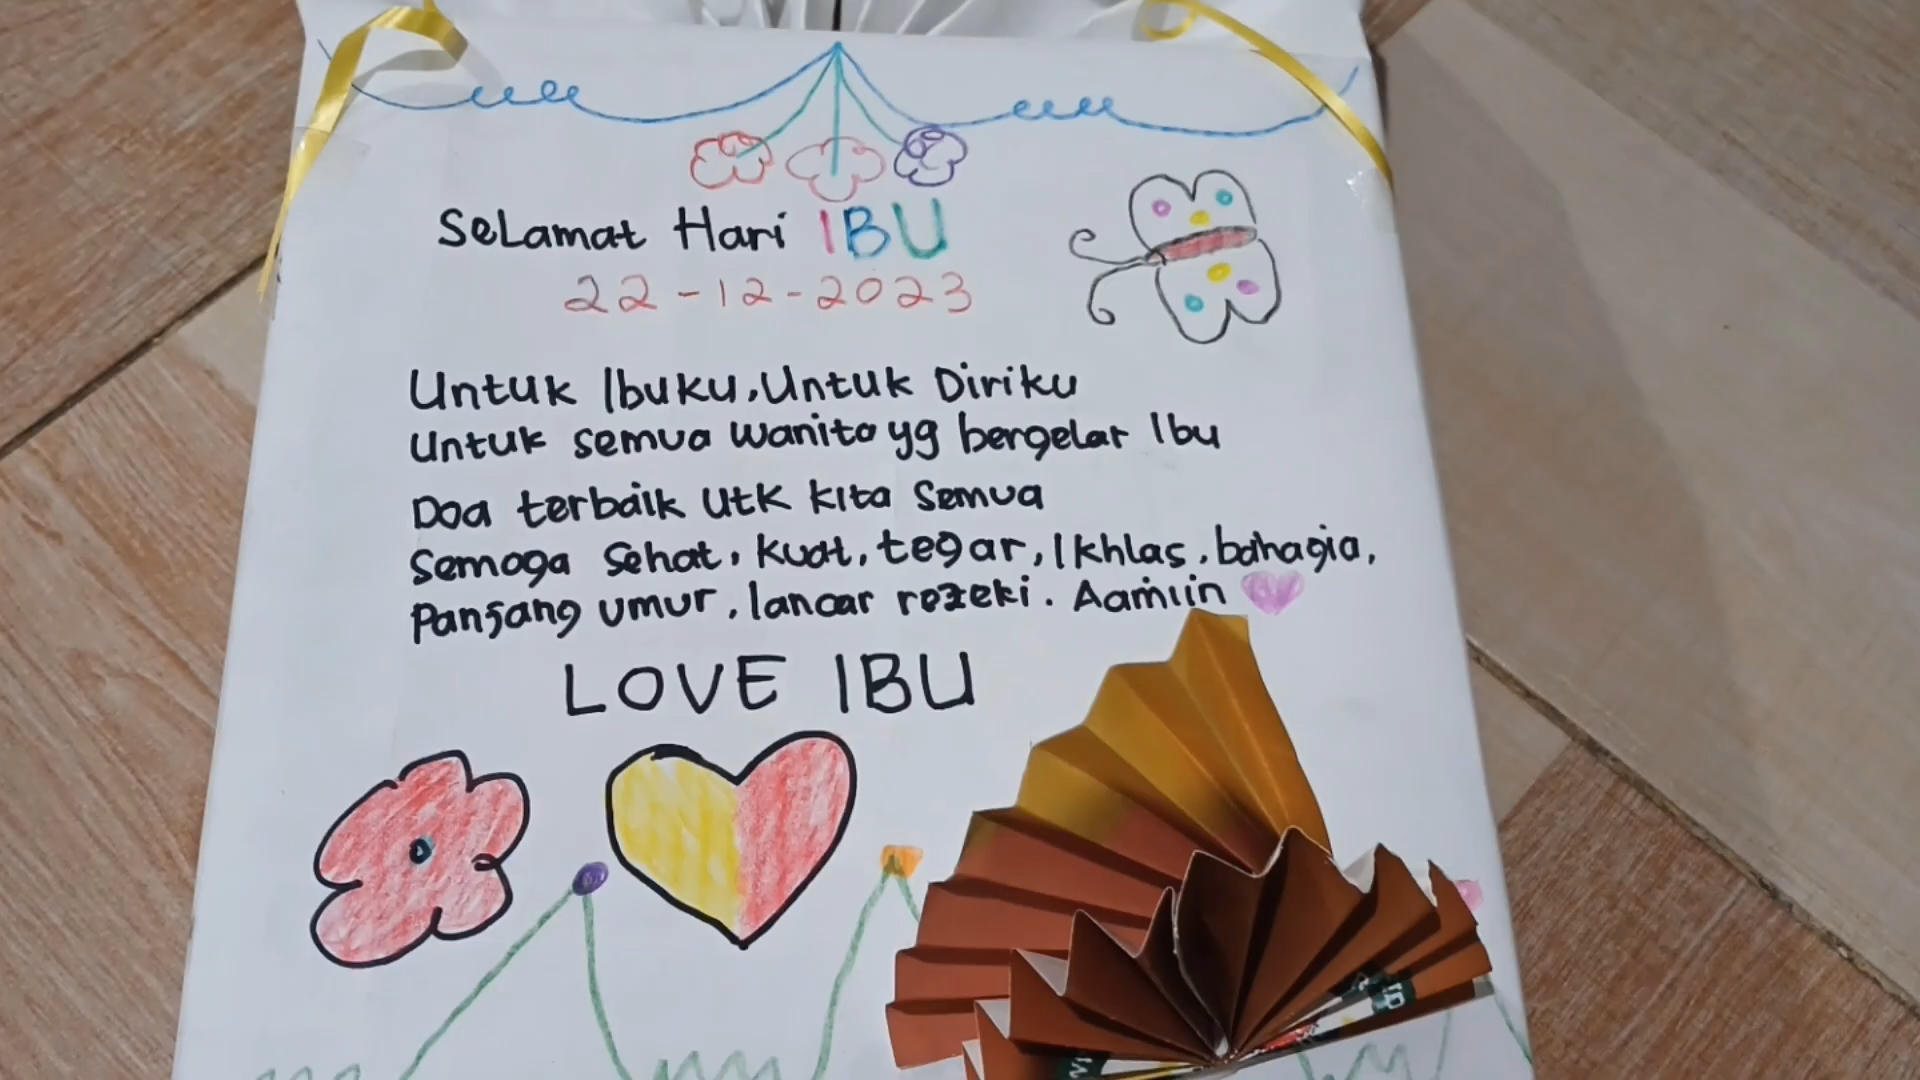 Selamat Hari IBU
22-12-2023
Untuk Ibuku, Untuk Diriku
Untuk semua wanita yg bergelar Ibu
Doa terbaik utk kita semua
Semoga sehat, kuat, tegar, Ikhlas, bahagia,
Panjang umur, lancar rezeki. Aamiin
LOVE IBU